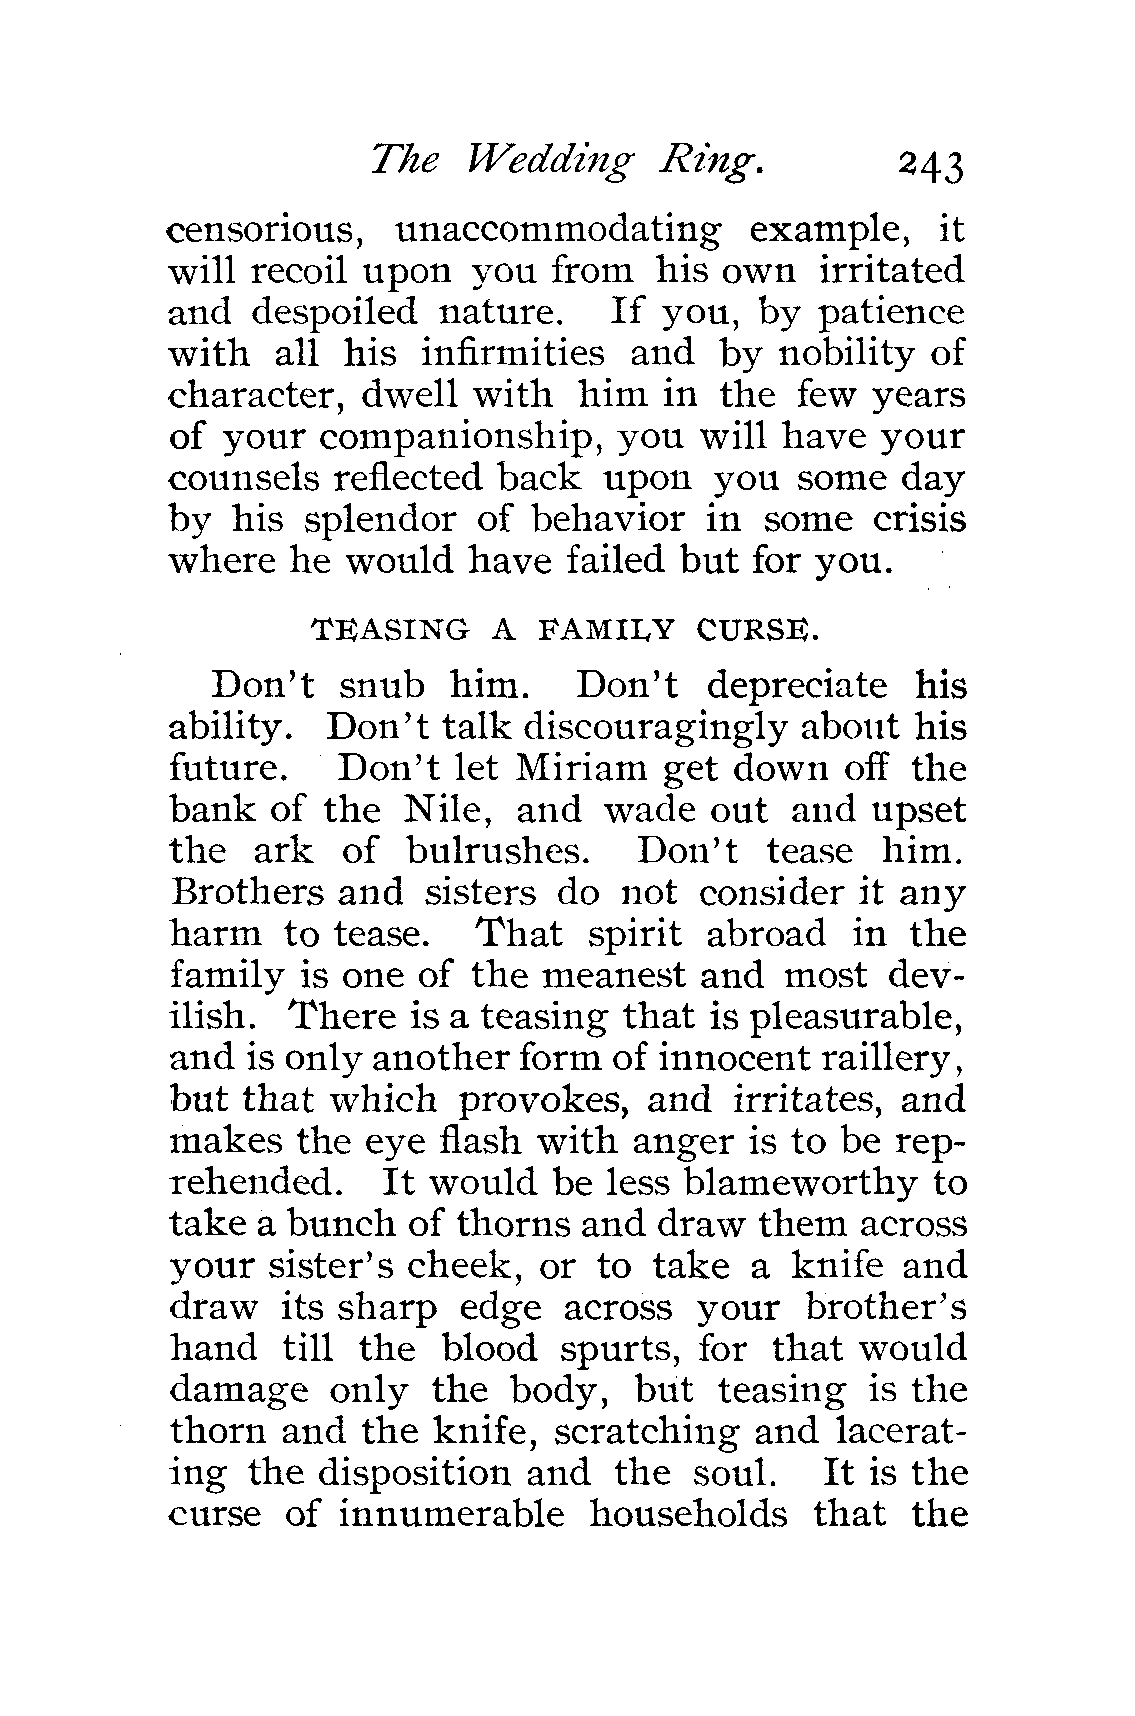 The Wedding Ring. 243
censorious, unaccommodating example, it
will recoil upon you from his own irritated
and despoiled nature. If you, by patience
with all his infirmities and by nobility of
character, dwell with him in the few years
of your companionship, you will have your
counsels reflected back upon you some day
by his splendor of behavior in some crisis
where he would have failed but for you.
TEASING A FAMILY CURSE.
Don't snub him. Don't depreciate his
ability. Don't talk discouragingly about his
future. Don't let Miriam get down off the
bank of the Nile, and wade out and upset
the ark of bulrushes. Don't tease him.
Brothers and sisters do not consider it any
harm to tease. That spirit abroad in the
family is one of the meanest and most dev-
ilish. There is a teasing that is pleasurable,
and is only another form of innocent raillery,
but that which provokes, and irritates, and
makes the eye flash with anger is to be rep-
rehended. It would be less blameworthy to
take a bunch of thorns and draw them across
your sister's cheek, or to take a knife and
draw its sharp edge across your brother's
hand till the blood spurts, for that would
damage only the body, but teasing is the
thorn and the knife, scratching and lacerat-
ing the disposition and the soul. It is the
curse of innumerable households that the